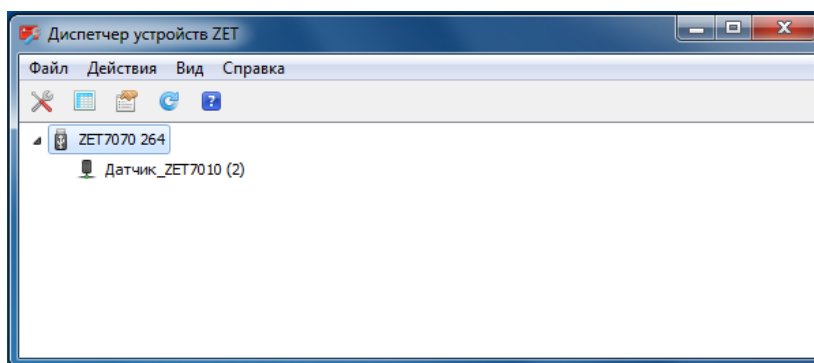 Диспетчер устройств ZET
Файл Действия Вид Справка
ZET7070 264
Датчик_ZET7010 (2)